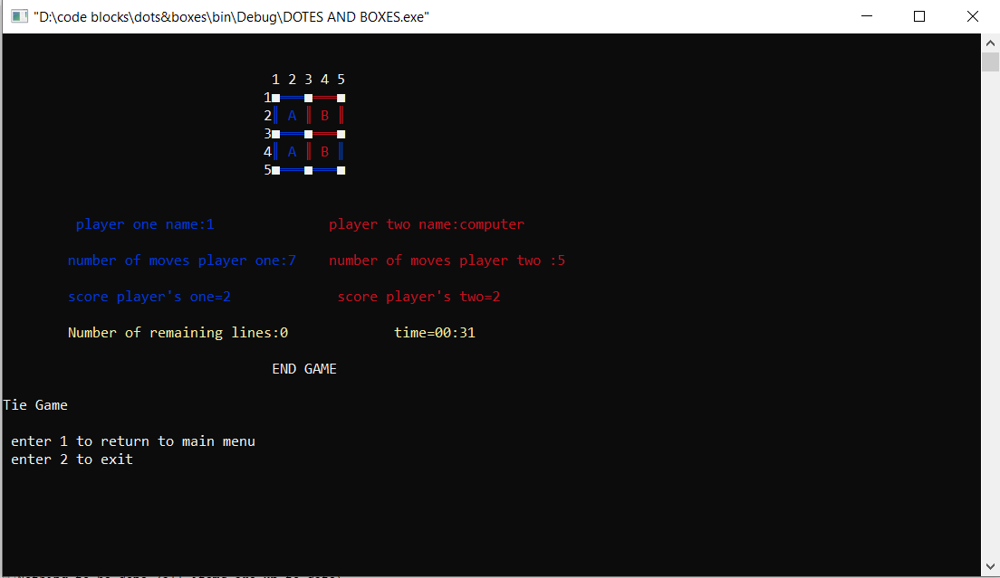 "D:\code blocks\dots&boxes\bin\Debug\DOTES AND BOXES.exe"
1 2 3 4 5
1
2 A B
3
4 A B
5
player one name:1 player two name:computer
number of moves player one:7 number of moves player two :5
score player's one=2 score player's two=2
Number of remaining lines:0 time=00:31
END GAME
Tie Game
enter 1 to return to main menu
enter 2 to exit